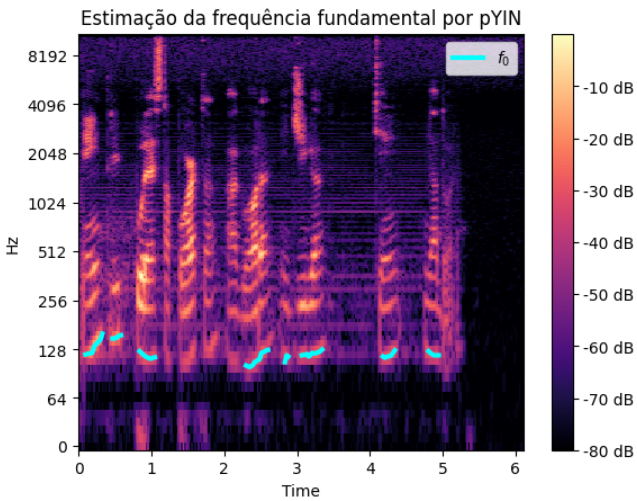 Estimação da frequência fundamental por pYIN
8192
4096
2048
1024
512
256
128
64
0
Hz
f0
0 1 2 3 4 5 6
Time
-10 dB
-20 dB
-30 dB
-40 dB
-50 dB
-60 dB
-70 dB
-80 dB